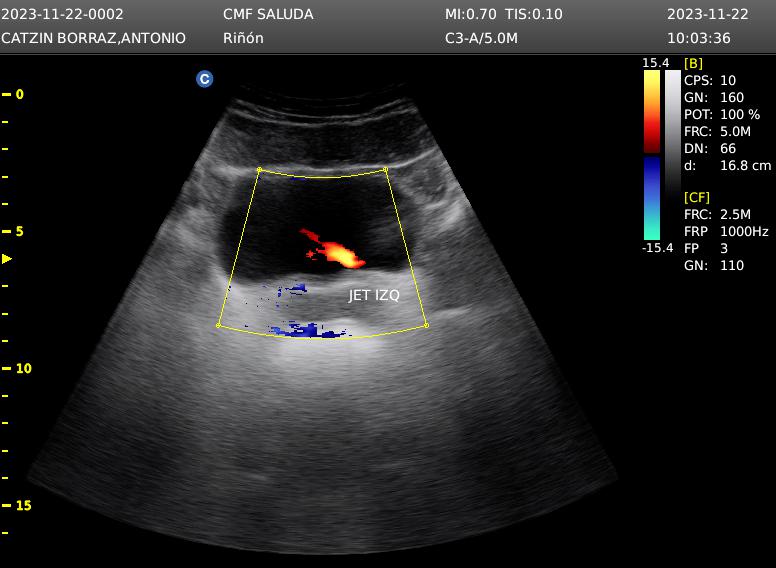 2023-11-22-0002 CMF SALUDA MI:0.70 TIS:0.10 2023-11-22
CATZIN BORRAZ,ANTONIO Riñón C3-A/5.0M 10:03:36
C
0
5
10
15
15.4
-15.4
[B]
CPS: 10
GN: 160
POT: 100 %
FRC: 5.0M
DN: 66
d: 16.8 cm
[CF]
FRC: 2.5M
FRP 1000Hz
FP 3
GN: 110
JET IZQ